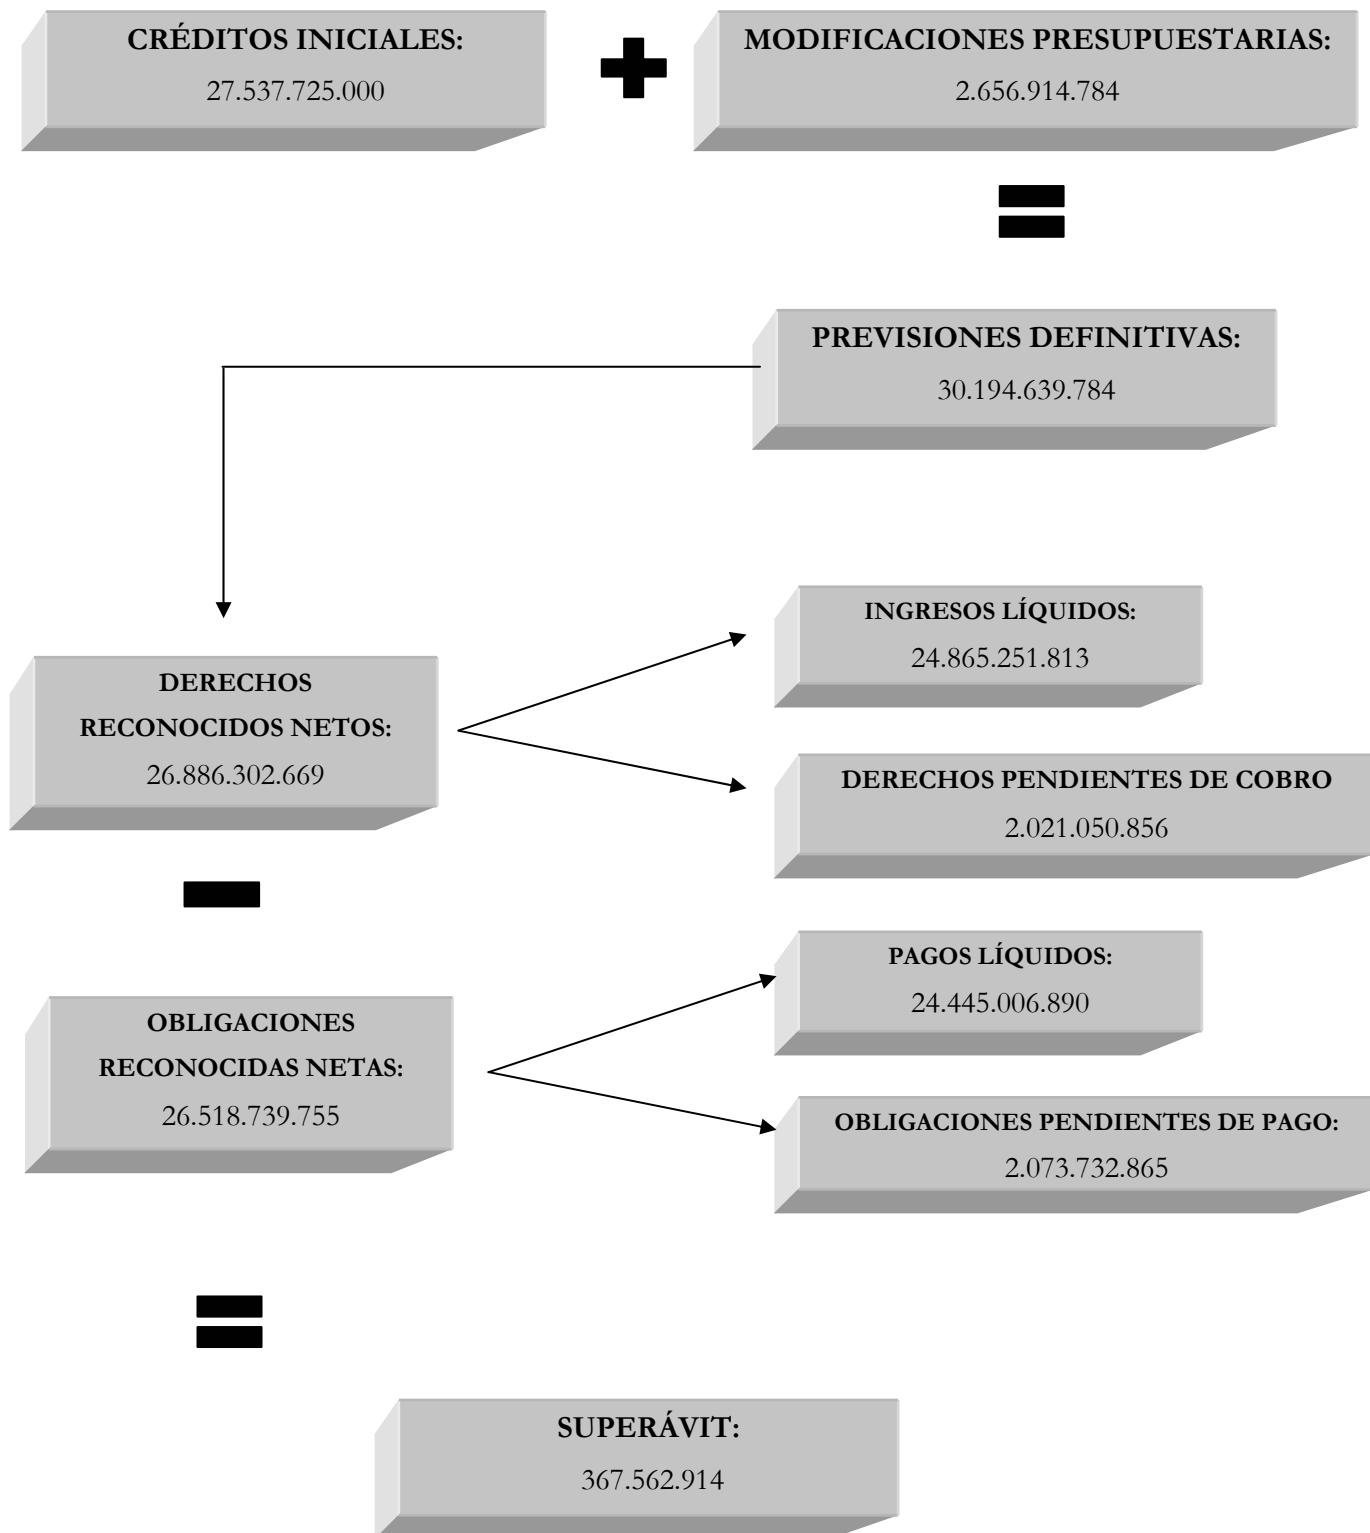 CRÉDITOS INICIALES:
27.537.725.000
MODIFICACIONES PRESUPUESTARIAS:
2.656.914.784
PREVISIONES DEFINITIVAS:
30.194.639.784
DERECHOS
RECONOCIDOS NETOS:
26.886.302.669
INGRESOS LÍQUIDOS:
24.865.251.813
DERECHOS PENDIENTES DE COBRO
2.021.050.856
OBLIGACIONES
RECONOCIDAS NETAS:
26.518.739.755
PAGOS LÍQUIDOS:
24.445.006.890
OBLIGACIONES PENDIENTES DE PAGO:
2.073.732.865
SUPERÁVIT:
367.562.914